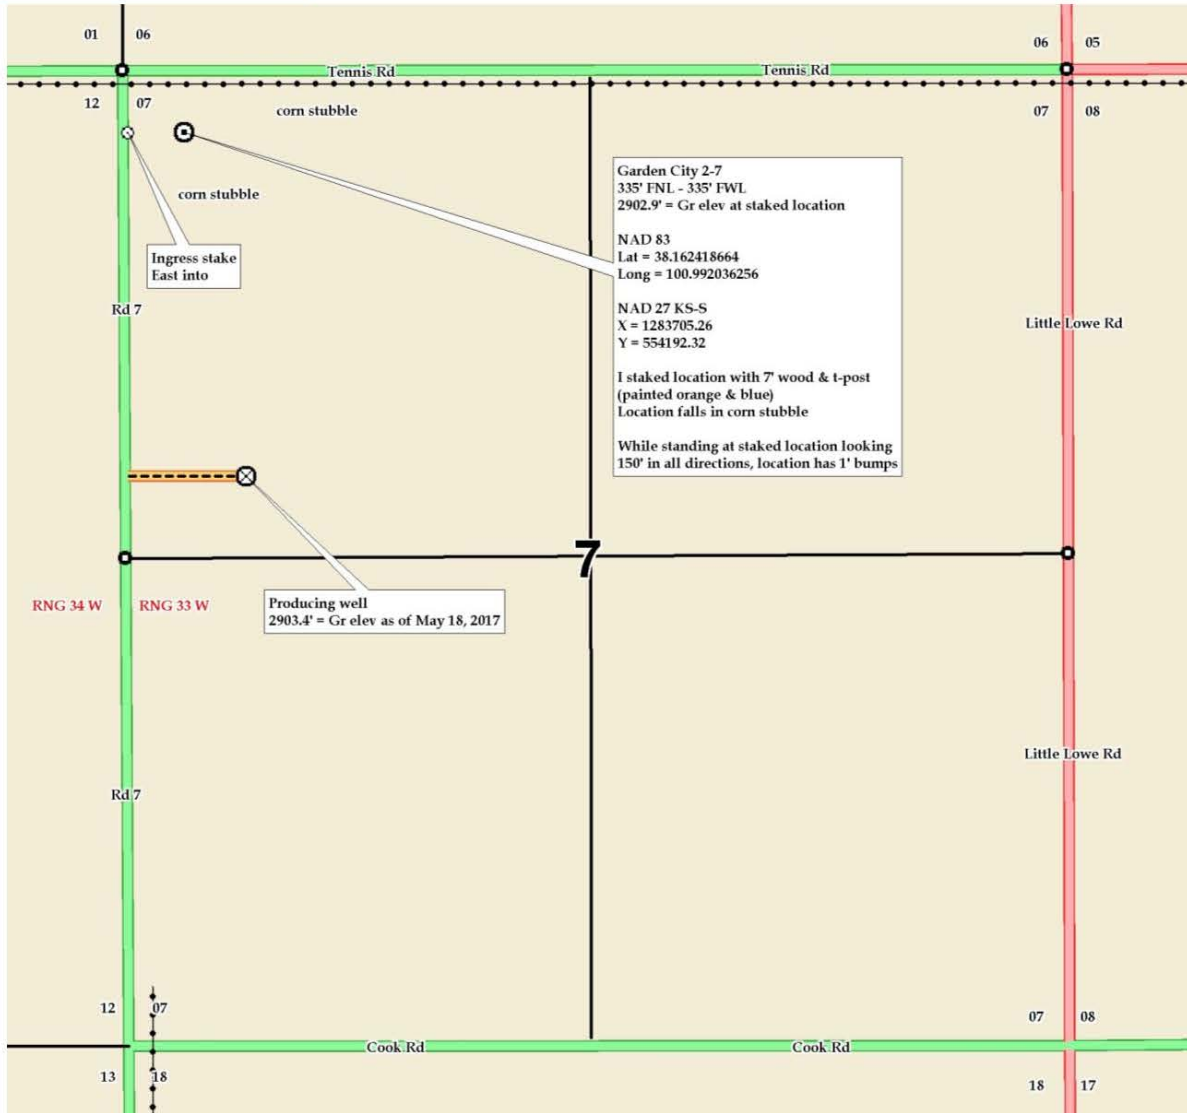 01 06
06 05
Tennis Rd
Tennis Rd
12 07
07 08
corn stubble
corn stubble
Garden City 2-7
335' FNL - 335' FWL
2902.9' = Gr elev at staked location
NAD 83
Lat = 38.162418664
Long = 100.992036256
NAD 27 KS-S
X = 1283705.26
Y = 554192.32
I staked location with 7' wood & t-post
(painted orange & blue)
Location falls in corn stubble
While standing at staked location looking
150' in all directions, location has 1' bumps
Ingress stake
East into
Rd 7
Little Lowe Rd
7
RNG 34 W
RNG 33 W
Producing well
2903.4' = Gr elev as of May 18, 2017
Little Lowe Rd
Rd 7
12 07
07 08
Cook Rd
Cook Rd
13 18
18 17